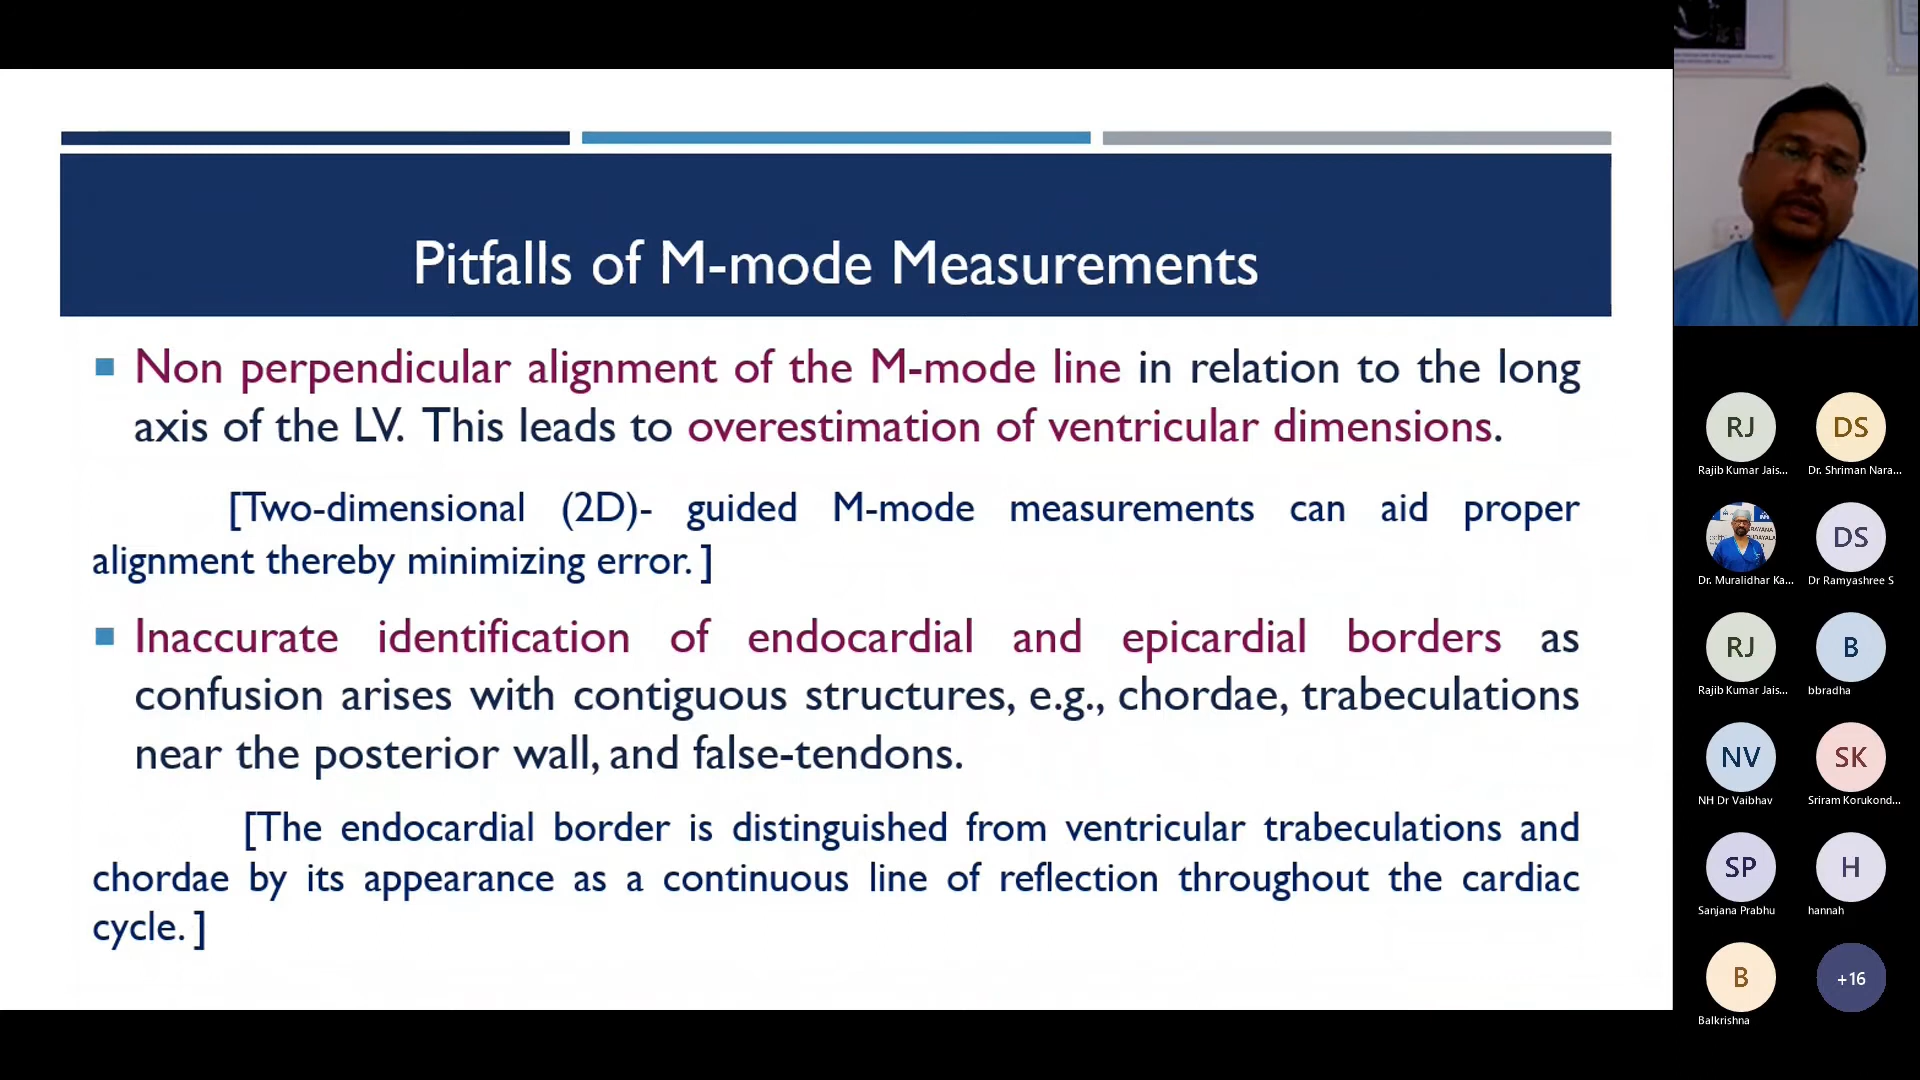 Pitfalls of M-mode Measurements
Non perpendicular alignment of the M-mode line in relation to the long
axis of the LV. This leads to overestimation of ventricular dimensions.
[Two-dimensional (2D)- guided M-mode measurements can aid proper
alignment thereby minimizing error. ]
Inaccurate identification of endocardial and epicardial borders as
confusion arises with contiguous structures, e.g., chordae, trabeculations
near the posterior wall, and false-tendons.
[The endocardial border is distinguished from ventricular trabeculations and
chordae by its appearance as a continuous line of reflection throughout the cardiac
cycle. ]
RJ DS
Rajib Kumar Jais... Dr. Shriman Nara...
DS
Dr. Muralidhar Ka... Dr Ramyashree S
RJ B
Rajib Kumar Jais... bbradha
NV SK
NH Dr Vaibhav Sriram Korukond...
SP H
Sanjana Prabhu hannah
B +16
Balkrishna